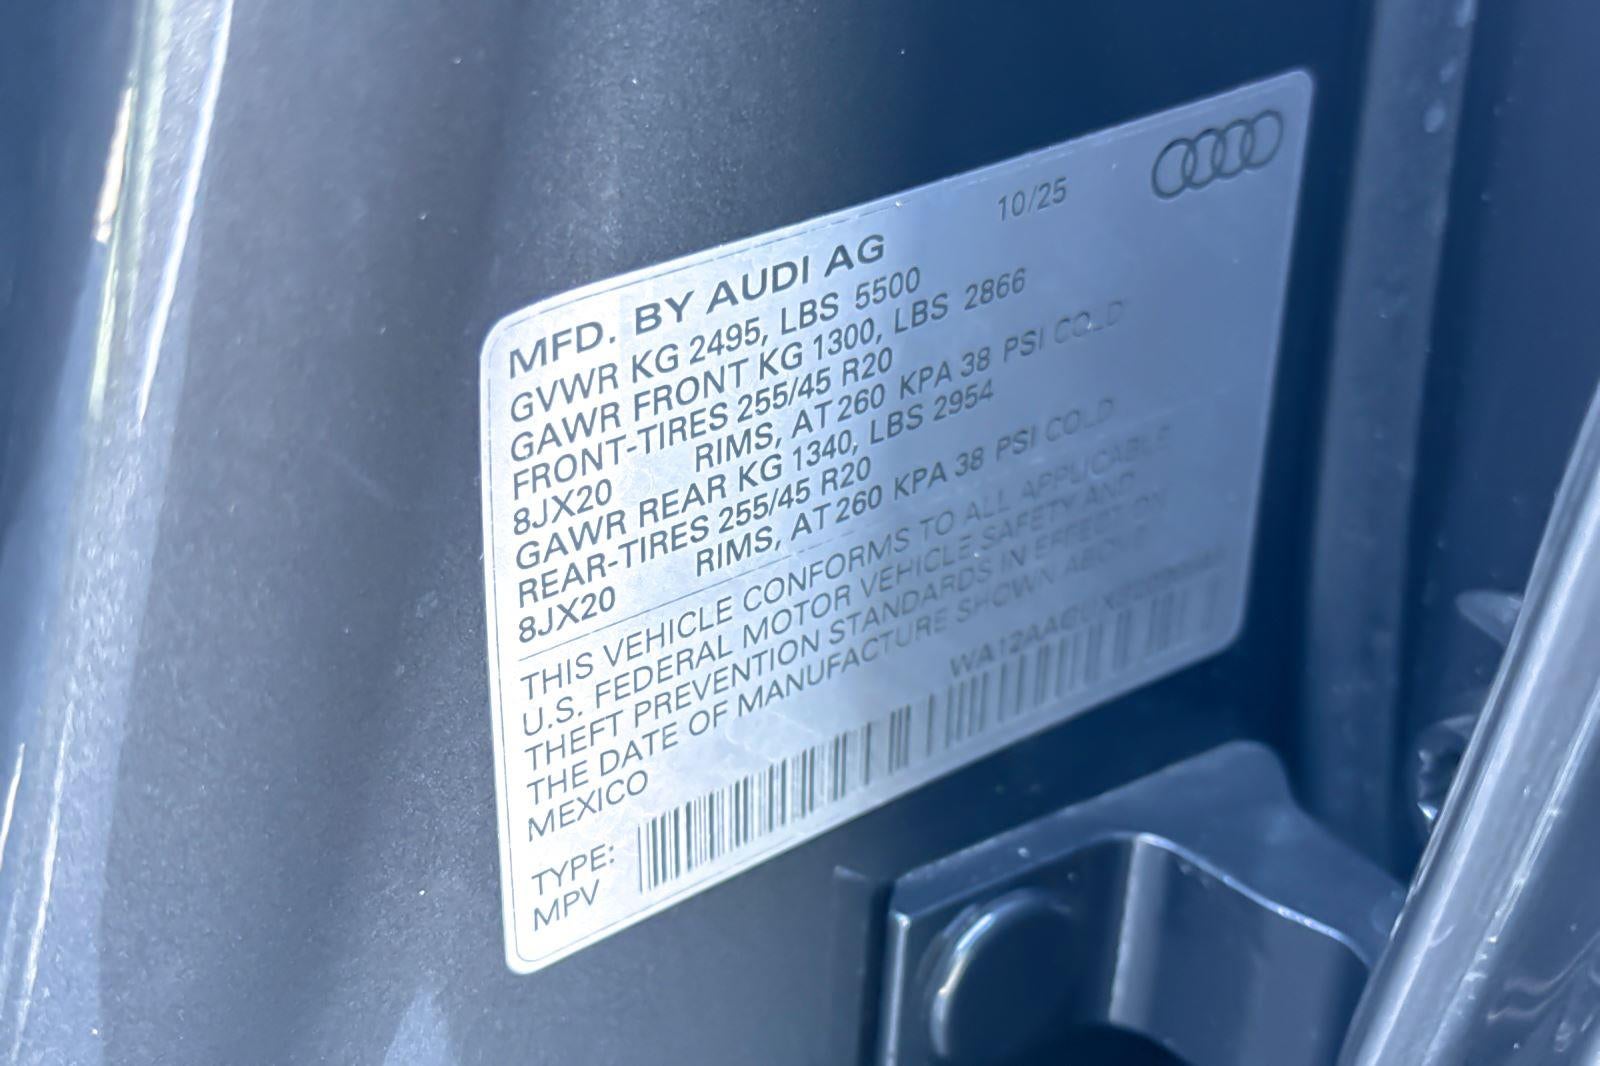 10/25
MFD. BY AUDI AG
GVWR KG 2495, LBS 5500
GAWR FRONT KG 1300, LBS 2866
FRONT-TIRES 255/45 R20
8JX20 RIMS, AT 260 KPA 38 PSI COLD
GAWR REAR KG 1340, LBS 2954
REAR-TIRES 255/45 R20
8JX20 RIMS, AT 260 KPA 38 PSI COLD
THIS VEHICLE CONFORMS TO ALL APPLICABLE
U.S. FEDERAL MOTOR VEHICLE SAFETY AND
THEFT PREVENTION STANDARDS IN EFFECT ON
THE DATE OF MANUFACTURE SHOWN ABOVE
MEXICO
TYPE:
MPV